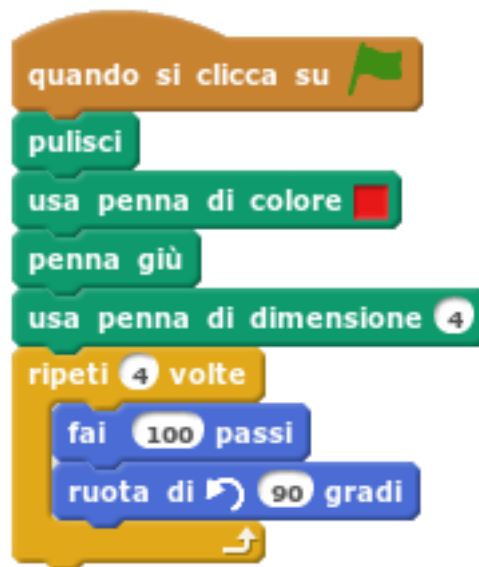 quando si clicca su
pulisci
usa penna di colore
penna giù
usa penna di dimensione 4
ripeti 4 volte
fai 100 passi
ruota di 90 gradi